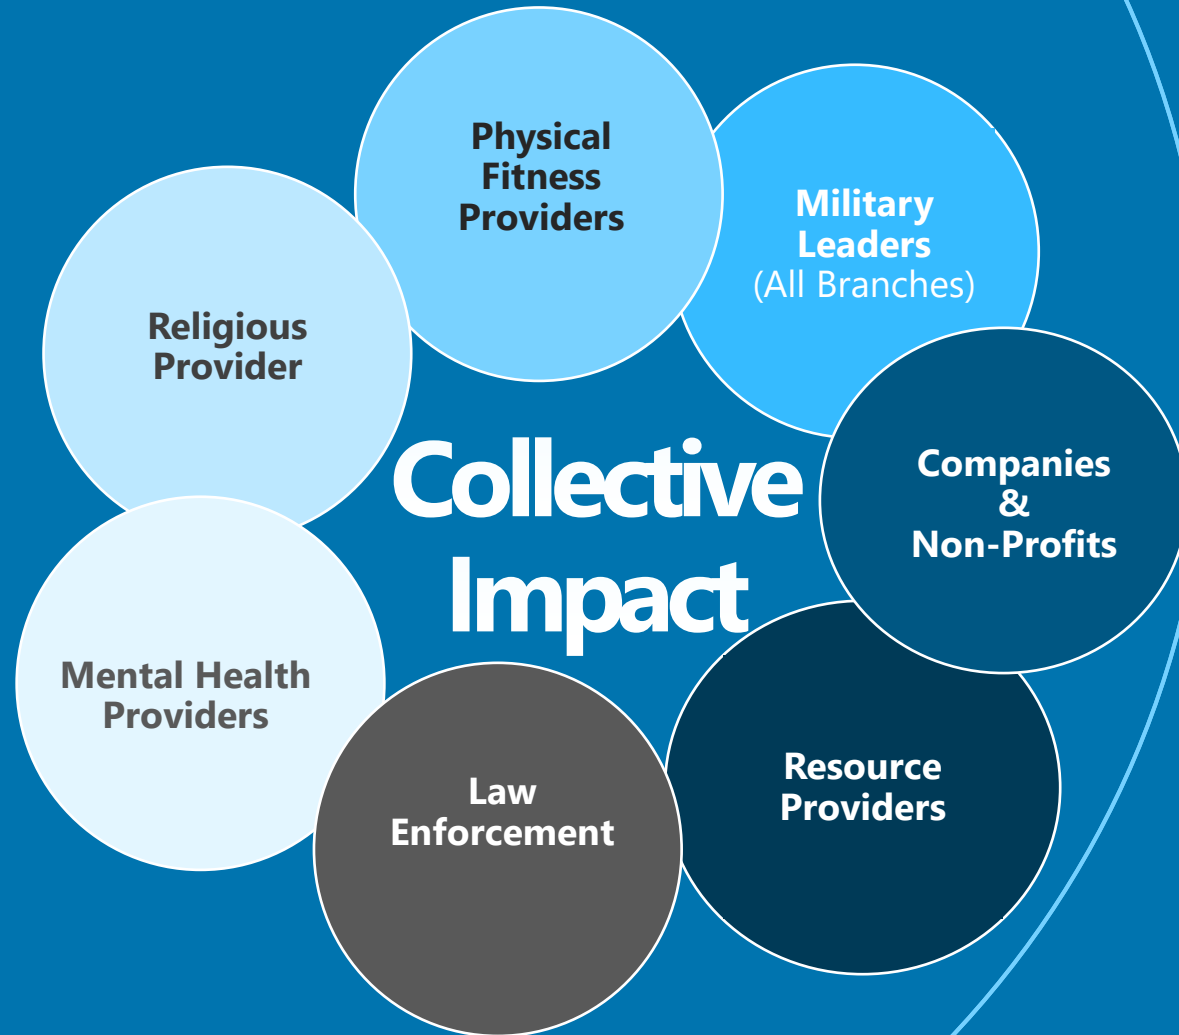 Physical
Fitness
Providers
Military
Leaders
(All Branches)
Religious
Provider
Collective
Impact
Companies
&
Non-Profits
Mental Health
Providers
Law
Enforcement
Resource
Providers